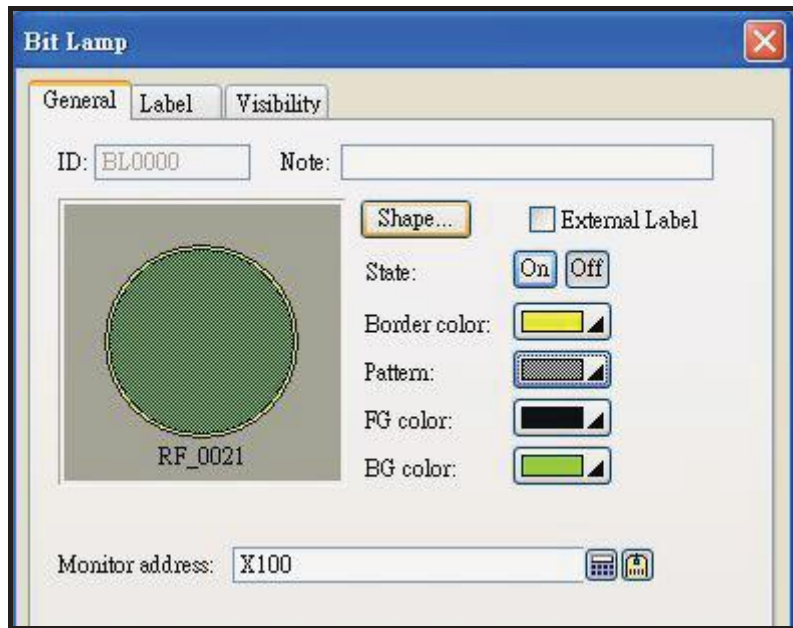 Bit Lamp
General Label Visibility
ID: BL0000 Note:
Shape... External Label
State: On Off
Border color:
Pattern:
FG color:
RF_0021
BG color:
Monitor address: X100